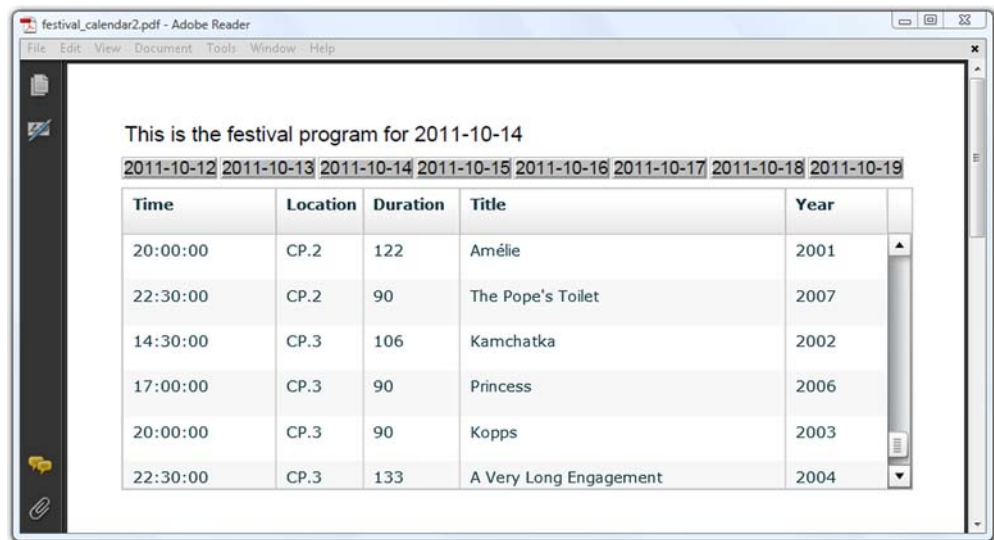 festival_calendar2.pdf - Adobe Reader
File Edit View Document Tools Window Help
This is the festival program for 2011-10-14
2011-10-12 2011-10-13 2011-10-14 2011-10-15 2011-10-16 2011-10-17 2011-10-18 2011-10-19
Time Location Duration Title Year
20:00:00 CP.2 122 Amélie 2001
22:30:00 CP.2 90 The Pope's Toilet 2007
14:30:00 CP.3 106 Kamchatka 2002
17:00:00 CP.3 90 Princess 2006
20:00:00 CP.3 90 Kopps 2003
22:30:00 CP.3 133 A Very Long Engagement 2004